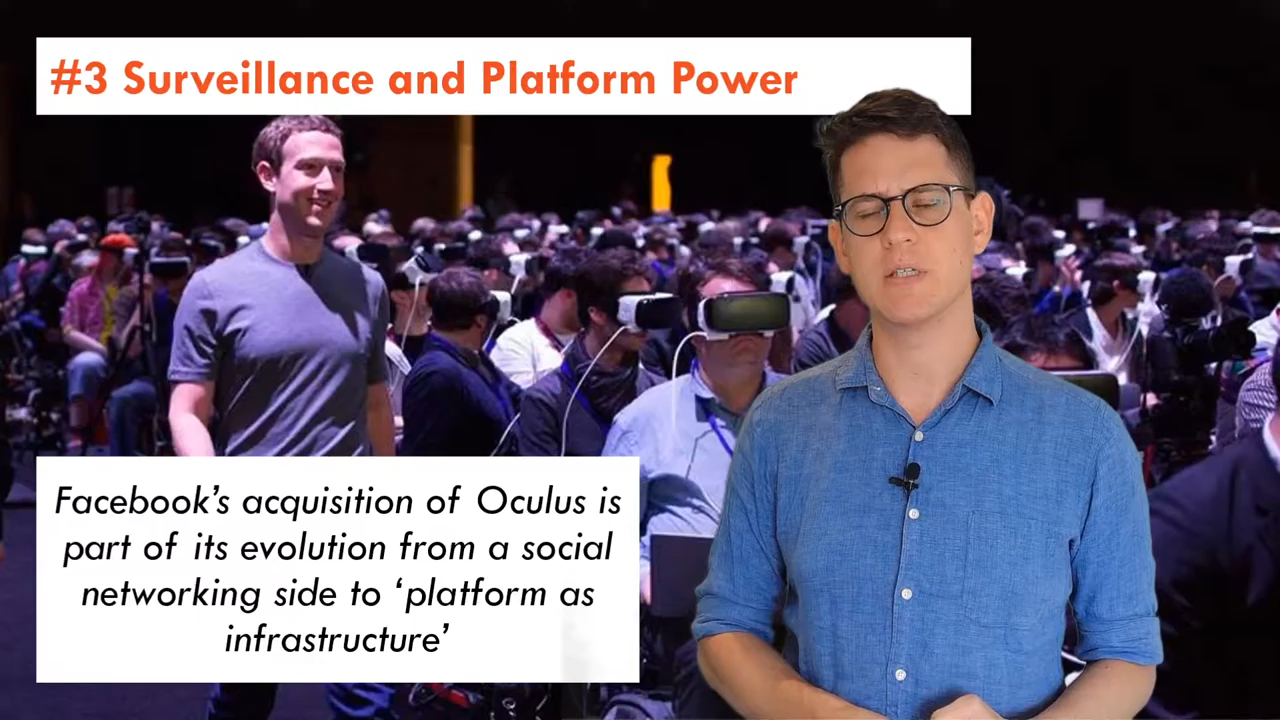 #3 Surveillance and Platform Power
Facebook's acquisition of Oculus is
part of its evolution from a social
networking side to ‘platform as
infrastructure’